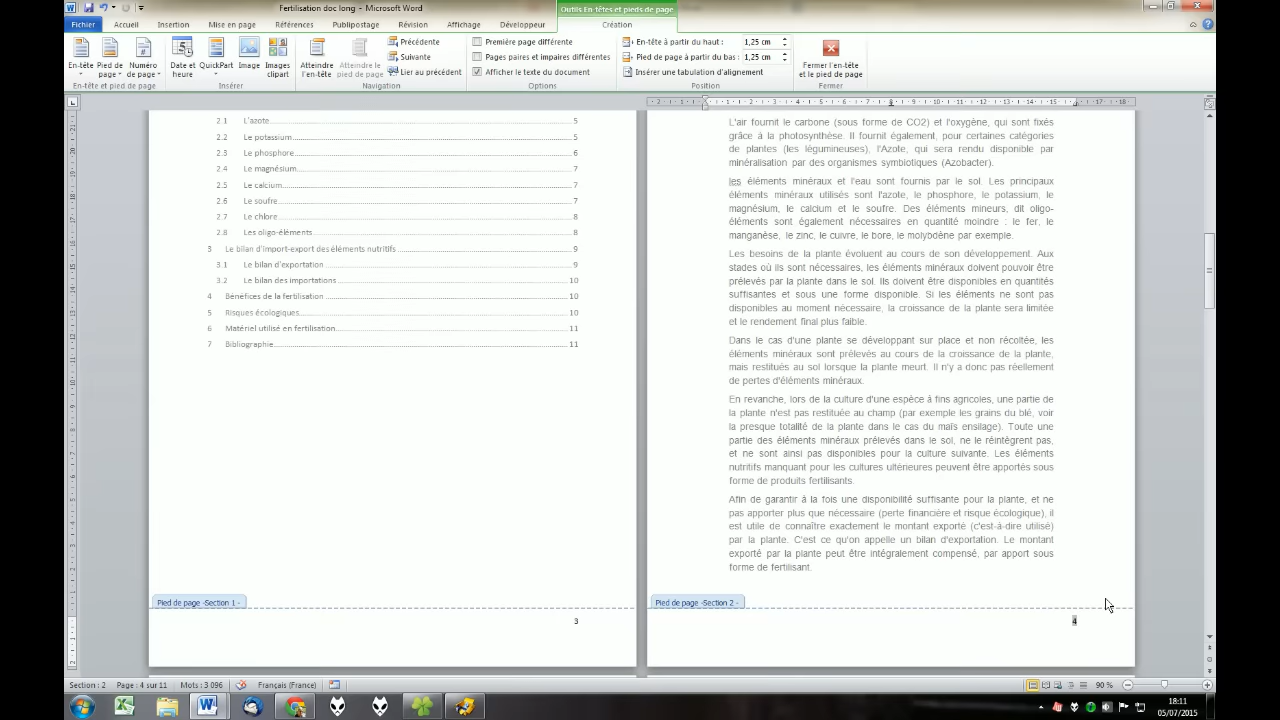 Fertilisation doc long - Microsoft Word
Outils En-têtes et pieds de page
Fichier Accueil Insertion Mise en page Références Publipostage Révision Affichage Développeur Création
En-tête
Pied de page
Numéro de page
En-tête et pied de page
Date et heure
QuickPart
Image
Images clipart
Insérer
Atteindre l'en-tête
Atteindre le pied de page
Précédente
Suivante
Lier au précédent
Navigation
Première page différente
Pages paires et impaires différentes
Afficher le texte du document
Options
En-tête à partir du haut : 1,25 cm
Pied de page à partir du bas : 1,25 cm
Insérer une tabulation d'alignement
Position
Fermer l'en-tête et le pied de page
Fermer
2.1 L'azote 5
2.2 Le potassium 5
2.3 Le phosphore 6
2.4 Le magnésium 7
2.5 Le calcium 7
2.6 Le soufre 7
2.7 Le chlore 8
2.8 Les oligo-éléments 8
3 Le bilan d'import-export des éléments nutritifs 9
3.1 Le bilan d'exportation 9
3.2 Le bilan des importations 10
4 Bénéfices de la fertilisation 10
5 Risques écologiques 10
6 Matériel utilisé en fertilisation 11
7 Bibliographie 11
Pied de page -Section 1 -
3
L'air fournit le carbone (sous forme de CO2) et l'oxygène, qui sont fixés
grâce à la photosynthèse. Il fournit également, pour certaines catégories
de plantes (les légumineuses), l'Azote, qui sera rendu disponible par
minéralisation par des organismes symbiotiques (Azobacter).
les éléments minéraux et l'eau sont fournis par le sol. Les principaux
éléments minéraux utilisés sont l'azote, le phosphore, le potassium, le
magnésium, le calcium et le soufre. Des éléments mineurs, dit oligo-
éléments sont également nécessaires en quantité moindre : le fer, le
manganèse, le zinc, le cuivre, le bore, le molybdène par exemple.
Les besoins de la plante évoluent au cours de son développement. Aux
stades où ils sont nécessaires, les éléments minéraux doivent pouvoir être
prélevés par la plante dans le sol. Ils doivent être disponibles en quantités
suffisantes et sous une forme disponible. Si les éléments ne sont pas
disponibles au moment nécessaire, la croissance de la plante sera limitée
et le rendement final plus faible.
Dans le cas d'une plante se développant sur place et non récoltée, les
éléments minéraux sont prélevés au cours de la croissance de la plante,
mais restitués au sol lorsque la plante meurt. Il n'y a donc pas réellement
de pertes d'éléments minéraux.
En revanche, lors de la culture d'une espèce à fins agricoles, une partie de
la plante n'est pas restituée au champ (par exemple les grains du blé, voir
la presque totalité de la plante dans le cas du maïs ensilage). Toute une
partie des éléments minéraux prélevés dans le sol, ne le réintègrent pas,
et ne sont ainsi pas disponibles pour la culture suivante. Les éléments
nutritifs manquant pour les cultures ultérieures peuvent être apportés sous
forme de produits fertilisants.
Afin de garantir à la fois une disponibilité suffisante pour la plante, et ne
pas apporter plus que nécessaire (perte financière et risque écologique), il
est utile de connaître exactement le montant exporté (c'est-à-dire utilisé)
par la plante. C'est ce qu'on appelle un bilan d'exportation. Le montant
exporté par la plante peut être intégralement compensé, par apport sous
forme de fertilisant.
Pied de page -Section 2 -
4
Section : 2 Page : 4 sur 11 Mots : 3 096 Français (France) 90 %
18:11
05/07/2015